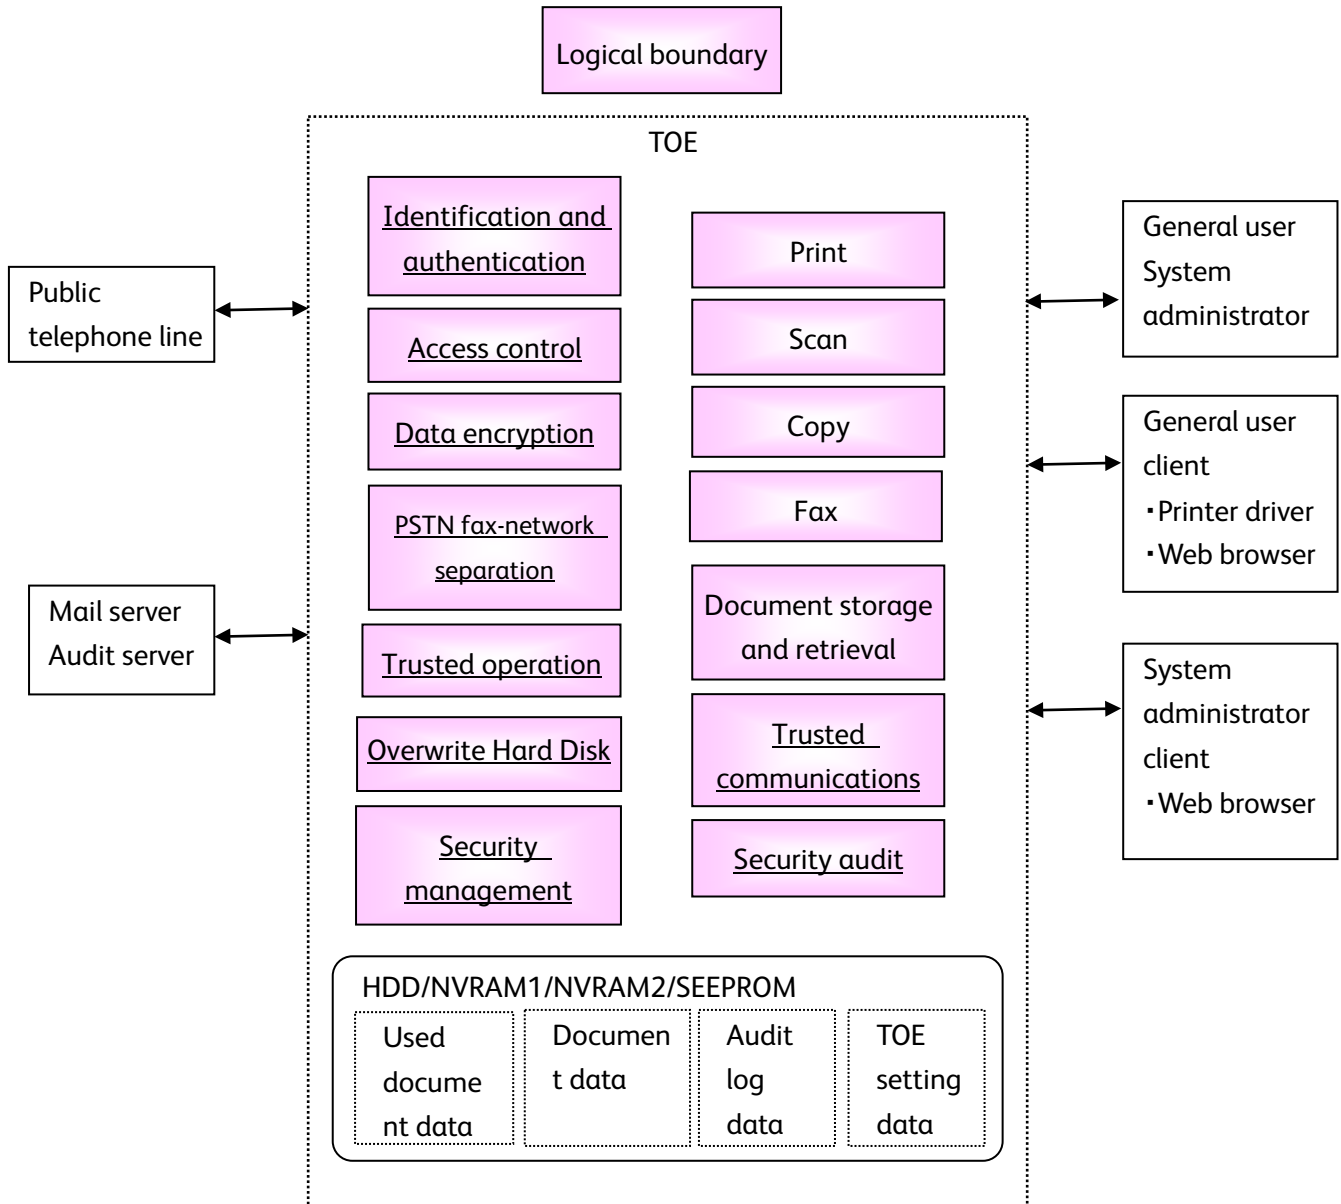 Logical boundary
TOE
Public
telephone line
Mail server
Audit server
Identification and
authentication
Access control
Data encryption
PSTN fax-network
separation
Trusted operation
Overwrite Hard Disk
Security
management
Print
Scan
Copy
Fax
Document storage
and retrieval
Trusted
communications
Security audit
General user
System
administrator
General user
client
・Printer driver
・Web browser
System
administrator
client
・Web browser
HDD/NVRAM1/NVRAM2/SEEPROM
Used
docume
nt data
Documen
t data
Audit
log
data
TOE
setting
data